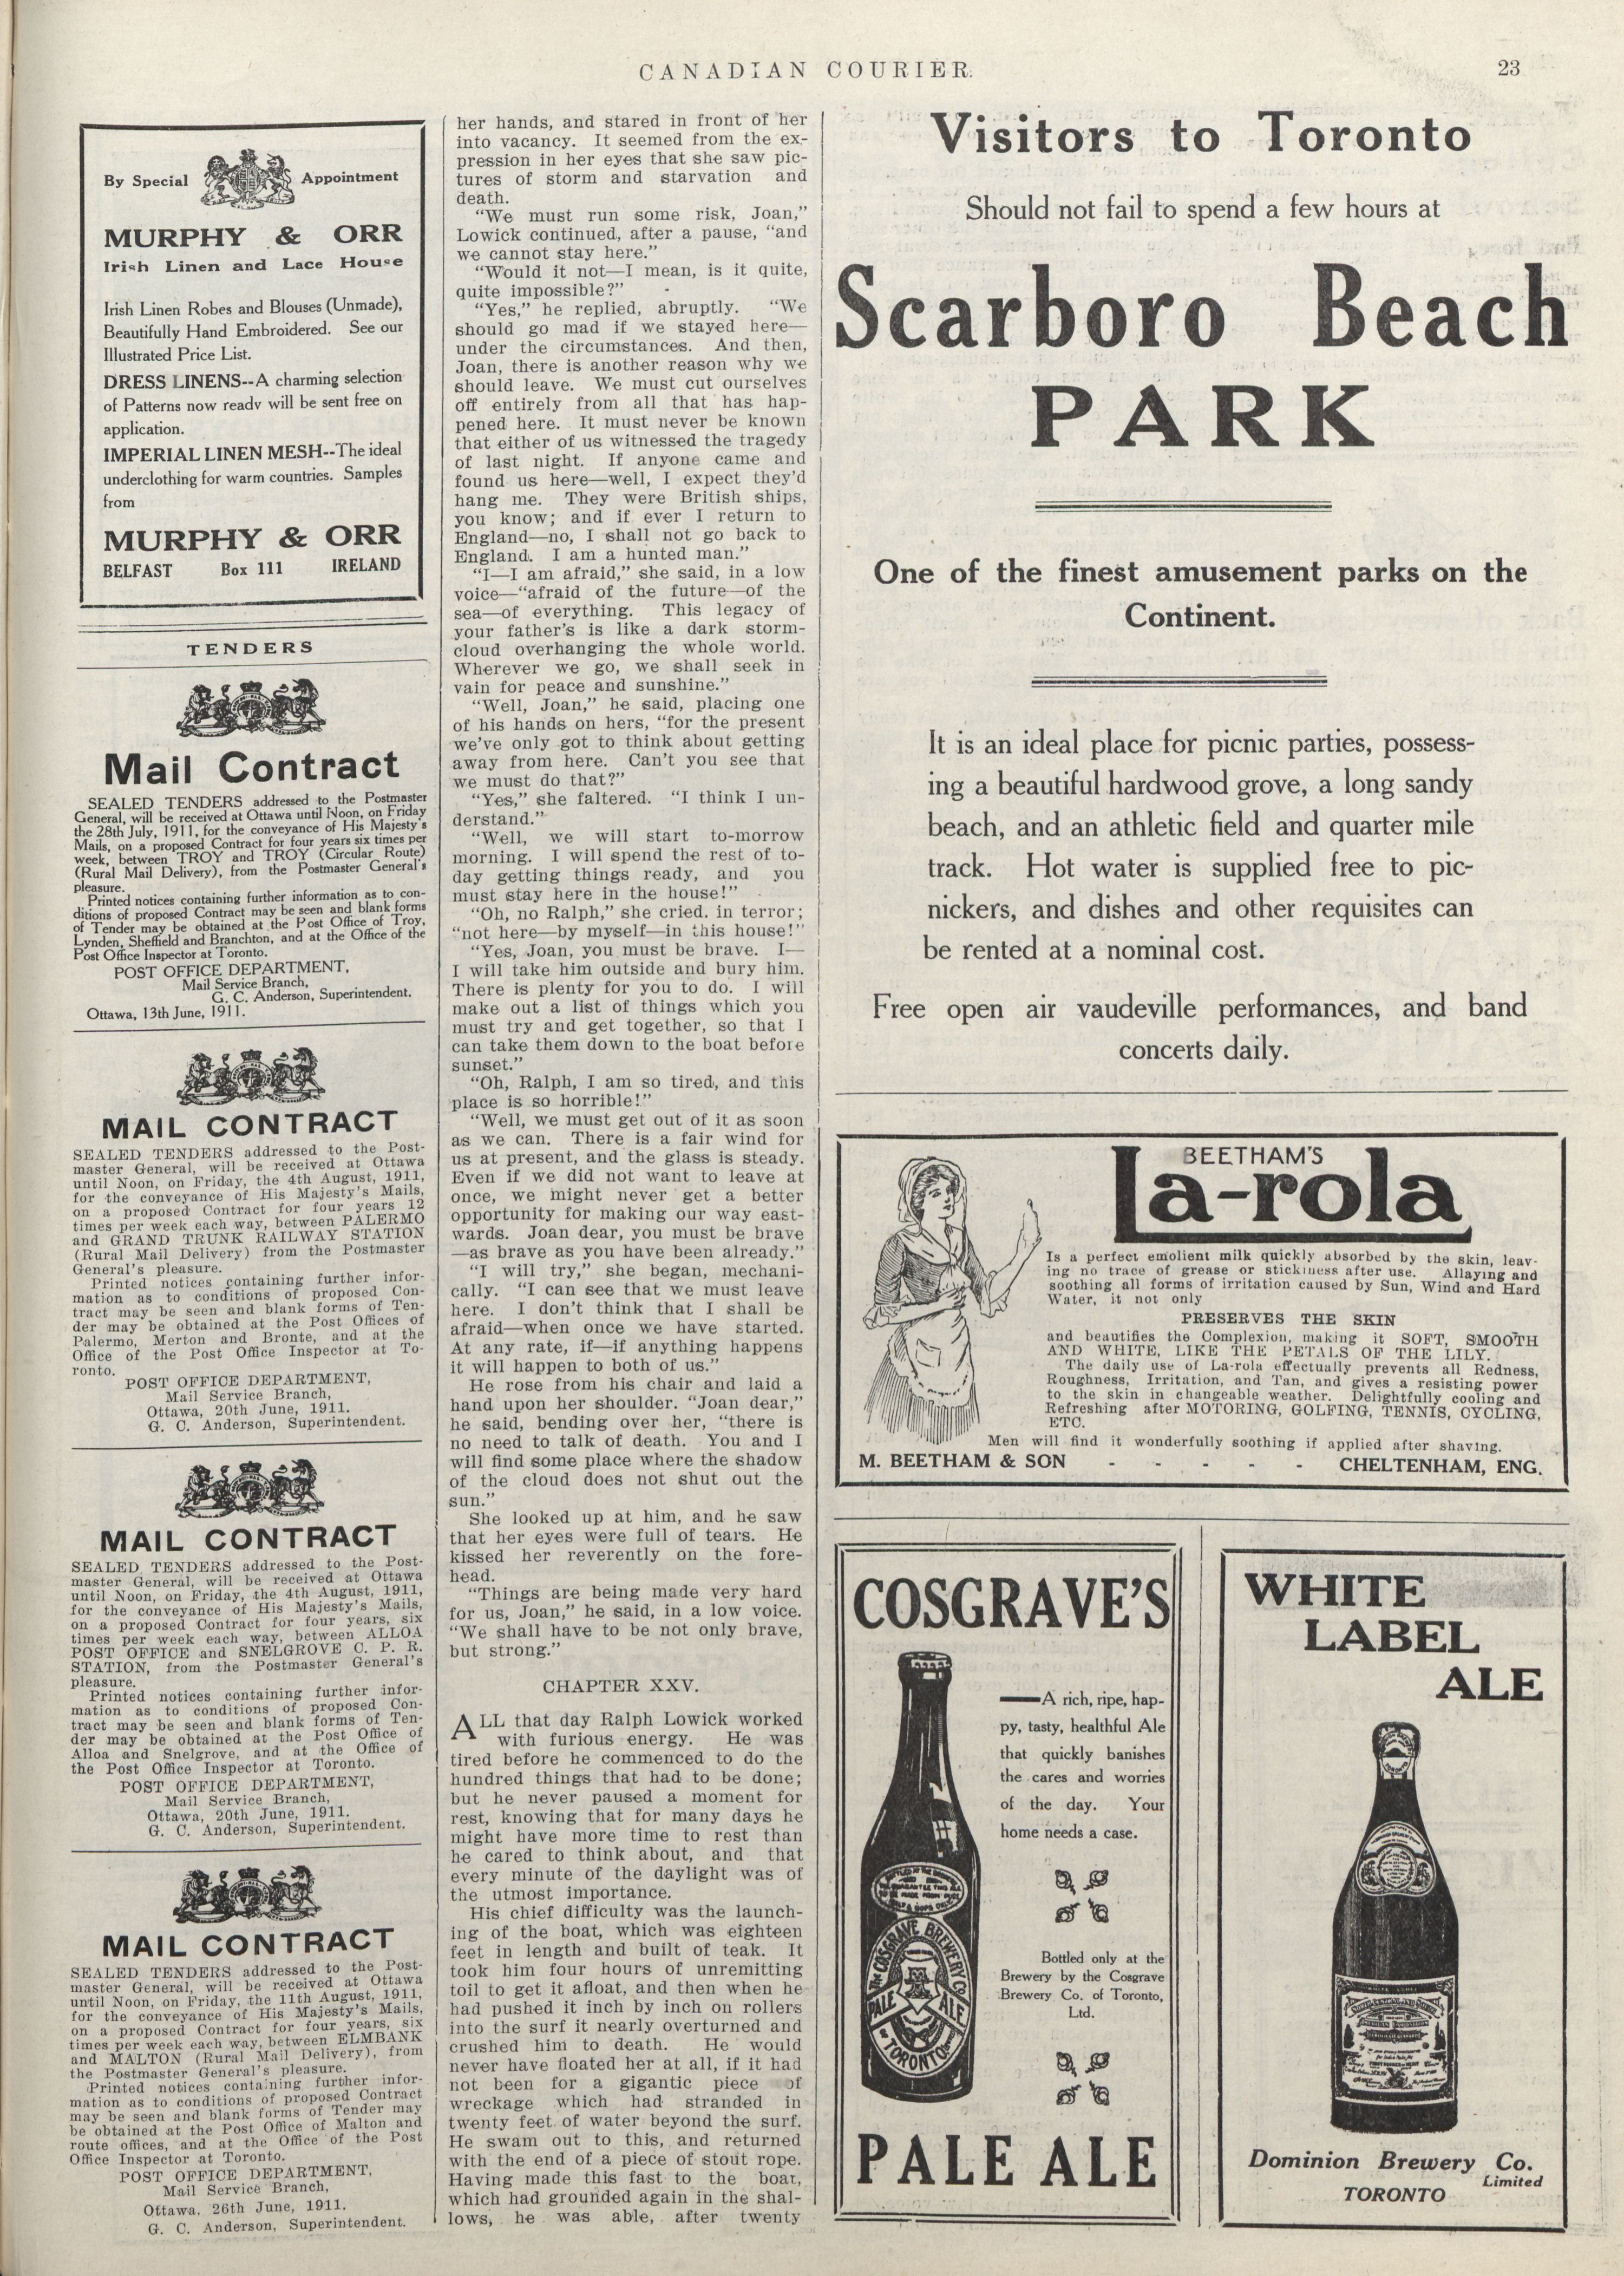 CANADIAN COURIER.
23
By Special Appointment
MURPHY & ORR
Irish Linen and Lace House
Irish Linen Robes and Blouses (Unmade),
Beautifully Hand Embroidered. See our
Illustrated Price List.
DRESS LINENS--A charming selection
of Patterns now ready will be sent free on
application.
IMPERIAL LINEN MESH--The ideal
underclothing for warm countries. Samples
from
MURPHY & ORR
BELFAST Box 111 IRELAND
TENDERS
Mail Contract
SEALED TENDERS addressed to the Postmaster
General, will be received at Ottawa until Noon, on Friday
the 28th July, 1911, for the conveyance of His Majesty's
Mails, on a proposed Contract for four years six times per
week, between TROY and TROY (Circular Route)
(Rural Mail Delivery), from the Postmaster General's
pleasure.
Printed notices containing further information as to con-
ditions of proposed Contract may be seen and blank forms
of Tender may be obtained at the Post Office of Troy,
Lynden, Sheffield and Branchton, and at the Office of the
Post Office Inspector at Toronto.
POST OFFICE DEPARTMENT,
Mail Service Branch,
G. C. Anderson, Superintendent.
Ottawa, 13th June, 1911.
MAIL CONTRACT
SEALED TENDERS addressed to the Post-
master General, will be received at Ottawa
until Noon, on Friday, the 4th August, 1911,
for the conveyance of His Majesty's Mails,
on a proposed Contract for four years 12
times per week each way, between PALERMO
and GRAND TRUNK RAILWAY STATION
(Rural Mail Delivery) from the Postmaster
General's pleasure.
Printed notices containing further infor-
mation as to conditions of proposed Con-
tract may be seen and blank forms of Ten-
der may be obtained at the Post Offices of
Palermo, Merton and Bronte, and at the
Office of the Post Office Inspector at To-
ronto.
POST OFFICE DEPARTMENT,
Mail Service Branch,
Ottawa, 20th June, 1911.
G. C. Anderson, Superintendent.
MAIL CONTRACT
SEALED TENDERS addressed to the Post-
master General, will be received at Ottawa
until Noon, on Friday, the 4th August, 1911,
for the conveyance of His Majesty's Mails,
on a proposed Contract for four years, six
times per week each way, between ALLOA
POST OFFICE and SNELGROVE C. P. R.
STATION, from the Postmaster General's
pleasure.
Printed notices containing further infor-
mation as to conditions of proposed Con-
tract may be seen and blank forms of Ten-
der may be obtained at the Post Office of
Alloa and Snelgrove, and at the Office of
the Post Office Inspector at Toronto.
POST OFFICE DEPARTMENT,
Mail Service Branch,
Ottawa, 20th June, 1911.
G. C. Anderson, Superintendent.
MAIL CONTRACT
SEALED TENDERS addressed to the Post-
master General, will be received at Ottawa
until Noon, on Friday, the 11th August, 1911,
for the conveyance of His Majesty's Mails,
on a proposed Contract for four years, six
times per week each way, between ELMBANK
and MALTON (Rural Mail Delivery), from
the Postmaster General's pleasure.
Printed notices containing further infor-
mation as to conditions of proposed Contract
may be seen and blank forms of Tender may
be obtained at the Post Office of Malton and
route offices, and at the Office of the Post
Office Inspector at Toronto.
POST OFFICE DEPARTMENT,
Mail Service Branch,
Ottawa, 26th June, 1911.
G. C. Anderson, Superintendent.
her hands, and stared in front of her
into vacancy. It seemed from the ex-
pression in her eyes that she saw pic-
tures of storm and starvation and
death.
"We must run some risk, Joan,"
Lowick continued, after a pause, "and
we cannot stay here."
"Would it not—I mean, is it quite,
quite impossible?"
"Yes," he replied, abruptly. "We
should go mad if we stayed here—
under the circumstances. And then,
Joan, there is another reason why we
should leave. We must cut ourselves
off entirely from all that has hap-
pened here. It must never be known
that either of us witnessed the tragedy
of last night. If anyone came and
found us here—well, I expect they'd
hang me. They were British ships,
you know; and if ever I return to
England—no, I shall not go back to
England. I am a hunted man."
"I—I am afraid," she said, in a low
voice—"afraid of the future—of the
sea—of everything. This legacy of
your father's is like a dark storm-
cloud overhanging the whole world.
Wherever we go, we shall seek in
vain for peace and sunshine."
"Well, Joan," he said, placing one
of his hands on hers, "for the present
we've only got to think about getting
away from here. Can't you see that
we must do that?"
"Yes," she faltered. "I think I un-
derstand."
"Well, we will start to-morrow
morning. I will spend the rest of to-
day getting things ready, and you
must stay here in the house!"
"Oh, no Ralph," she cried. in terror;
"not here—by myself—in this house!"
"Yes, Joan, you must be brave. I—
I will take him outside and bury him.
There is plenty for you to do. I will
make out a list of things which you
must try and get together, so that I
can take them down to the boat before
sunset."
"Oh, Ralph, I am so tired, and this
place is so horrible!"
"Well, we must get out of it as soon
as we can. There is a fair wind for
us at present, and the glass is steady.
Even if we did not want to leave at
once, we might never get a better
opportunity for making our way east-
wards. Joan dear, you must be brave
—as brave as you have been already."
"I will try," she began, mechani-
cally. "I can see that we must leave
here. I don't think that I shall be
afraid—when once we have started.
At any rate, if—if anything happens
it will happen to both of us."
He rose from his chair and laid a
hand upon her shoulder. "Joan dear,"
he said, bending over her, "there is
no need to talk of death. You and I
will find some place where the shadow
of the cloud does not shut out the
sun."
She looked up at him, and he saw
that her eyes were full of tears. He
kissed her reverently on the fore-
head.
"Things are being made very hard
for us, Joan," he said, in a low voice.
"We shall have to be not only brave,
but strong."
CHAPTER XXV.
ALL that day Ralph Lowick worked
with furious energy. He was
tired before he commenced to do the
hundred things that had to be done;
but he never paused a moment for
rest, knowing that for many days he
might have more time to rest than
he cared to think about, and that
every minute of the daylight was of
the utmost importance.
His chief difficulty was the launch-
ing of the boat, which was eighteen
feet in length and built of teak. It
took him four hours of unremitting
toil to get it afloat, and then when he
had pushed it inch by inch on rollers
into the surf it nearly overturned and
crushed him to death. He would
never have floated her at all, if it had
not been for a gigantic piece of
wreckage which had stranded in
twenty feet of water beyond the surf.
He swam out to this, and returned
with the end of a piece of stout rope.
Having made this fast to the boat,
which had grounded again in the shal-
lows, he was able, after twenty
Visitors to Toronto
Should not fail to spend a few hours at
Scarboro Beach
PARK
One of the finest amusement parks on the
Continent.
It is an ideal place for picnic parties, possess-
ing a beautiful hardwood grove, a long sandy
beach, and an athletic field and quarter mile
track. Hot water is supplied free to pic-
nickers, and dishes and other requisites can
be rented at a nominal cost.
Free open air vaudeville performances, and band
concerts daily.
BEETHAM'S
La-rola
Is a perfect emolient milk quickly absorbed by the skin, leav-
ing no trace of grease or stickiness after use. Allaying and
soothing all forms of irritation caused by Sun, Wind and Hard
Water, it not only
PRESERVES THE SKIN
and beautifies the Complexion, making it SOFT, SMOOTH
AND WHITE, LIKE THE PETALS OF THE LILY.
The daily use of La-rola effectually prevents all Redness,
Roughness, Irritation, and Tan, and gives a resisting power
to the skin in changeable weather. Delightfully cooling and
Refreshing after MOTORING, GOLFING, TENNIS, CYCLING,
ETC.
Men will find it wonderfully soothing if applied after shaving.
M. BEETHAM & SON - - - - - CHELTENHAM, ENG.
COSGRAVE'S
—A rich, ripe, hap-
py, tasty, healthful Ale
that quickly banishes
the cares and worries
of the day. Your
home needs a case.
Bottled only at the
Brewery by the Cosgrave
Brewery Co. of Toronto,
Ltd.
THE COSGRAVE BREWERY CO.
PALE ALE
OF TORONTO
PALE ALE
WHITE
LABEL
ALE
Dominion Brewery Co.
Limited
TORONTO